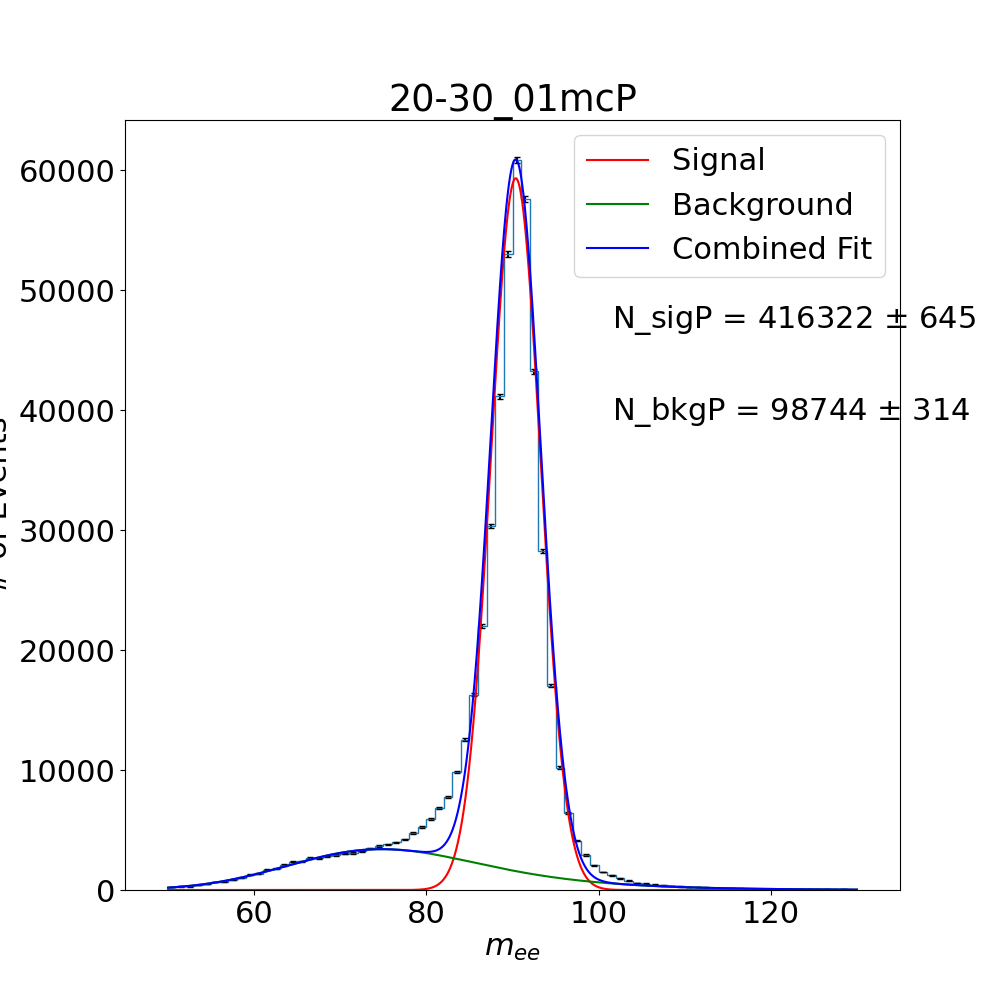 20-30_01mcP
Signal
Background
Combined Fit
N_sigP = 416322 ± 645
N_bkgP = 98744 ± 314
60000
50000
40000
30000
20000
10000
0
60 80 100 120
m_ee